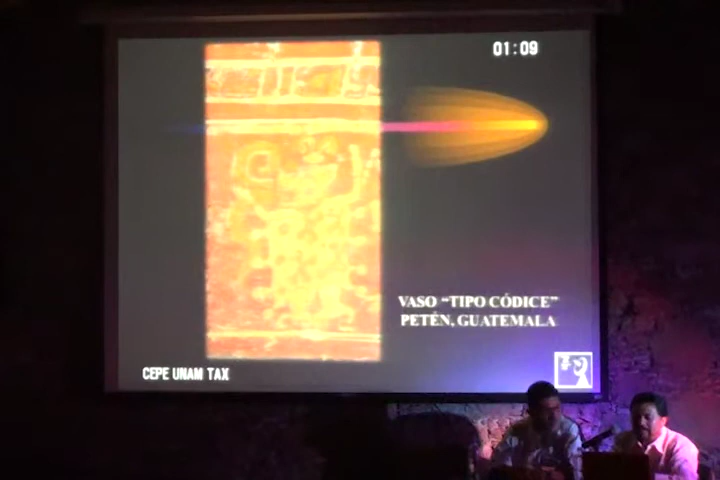 01:09
VASO “TIPO CÓDICE”
PETÉN, GUATEMALA
CEPE UNAM TAX